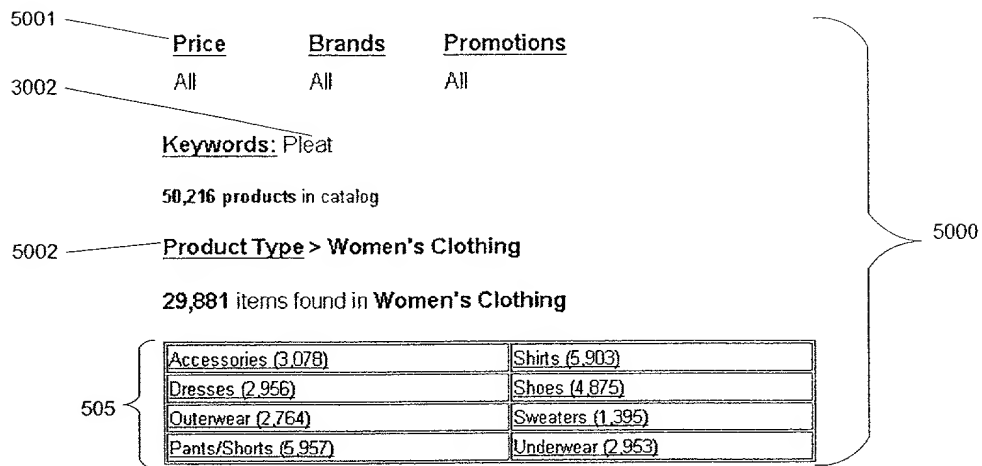 5001
Price Brands Promotions
3002
All All All
Keywords: Pleat
50,216 products in catalog
5000
5002
Product Type > Women's Clothing
29,881 items found in Women's Clothing
505
Accessories (3,078) Shirts (5,903)
Dresses (2,956) Shoes (4,875)
Outerwear (2,764) Sweaters (1,395)
Pants/Shorts (5,957) Underwear (2,953)